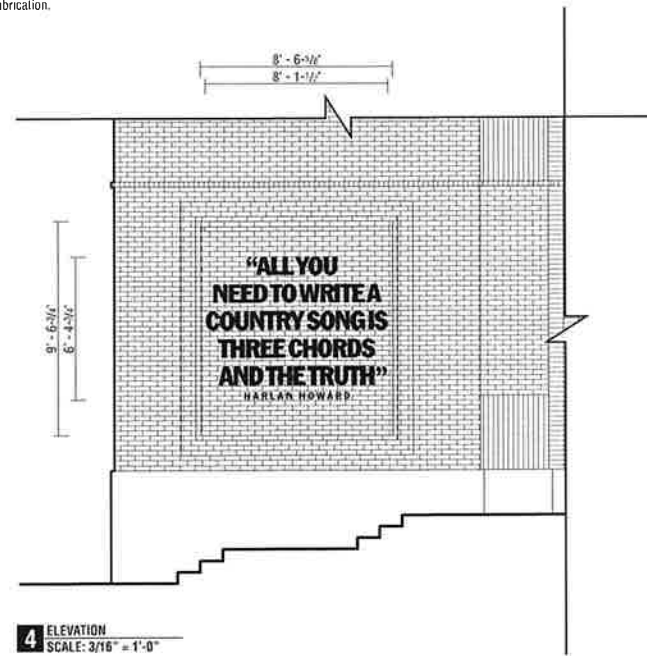 8' - 6-3/8"
8' - 1-1/2"
9' - 6-3/4"
6' - 4-3/4"
“ALL YOU
NEED TO WRITE A
COUNTRY SONG IS
THREE CHORDS
AND THE TRUTH”
HARLAN HOWARD
4 ELEVATION
SCALE: 3/16" = 1'-0"